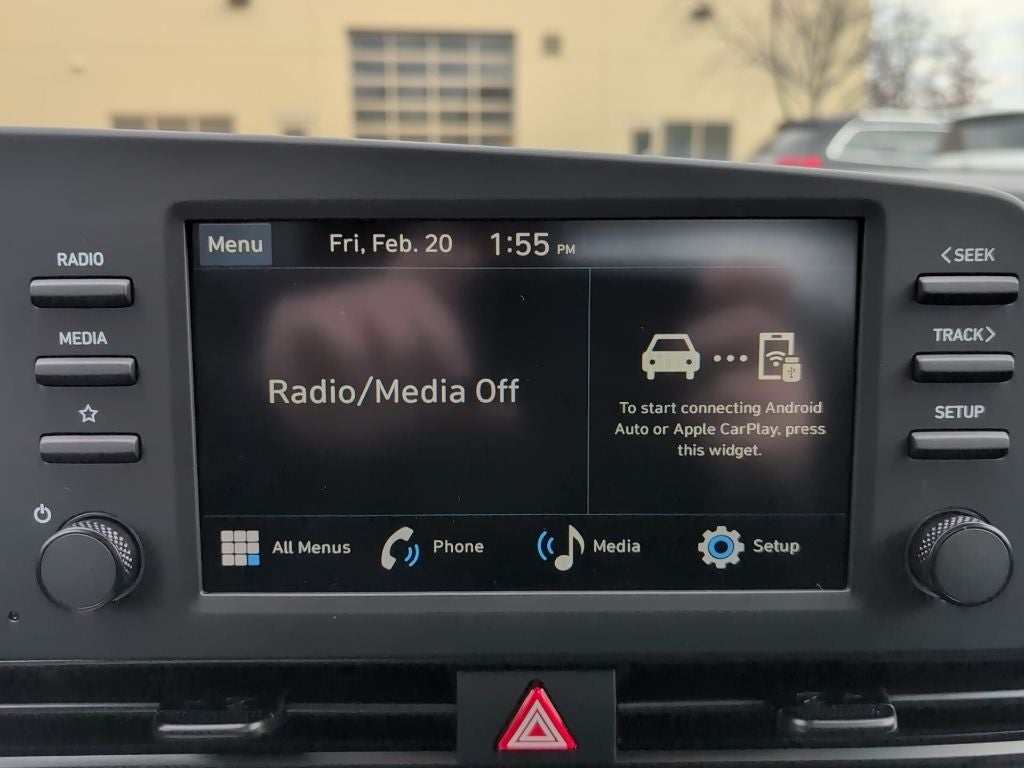 Menu Fri, Feb. 20 1:55 PM
RADIO
MEDIA
Radio/Media Off
To start connecting Android
Auto or Apple CarPlay, press
this widget.
<SEEK
TRACK>
SETUP
All Menus Phone Media Setup